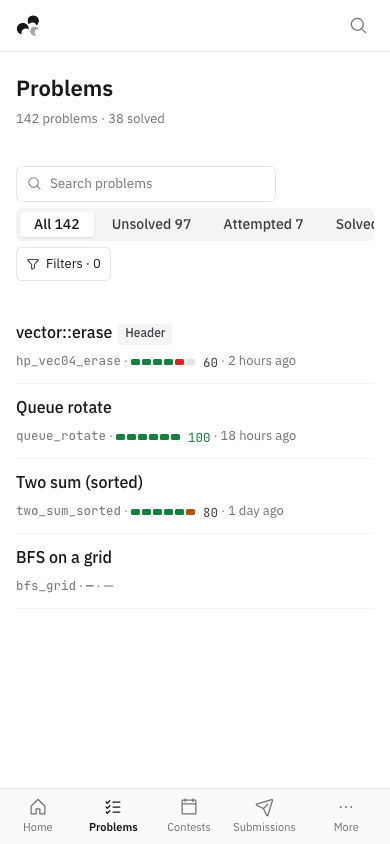 Problems
142 problems · 38 solved
Search problems
All 142 Unsolved 97 Attempted 7 Solved
Filters · 0
vector::erase Header
hp_vec04_erase · 60 · 2 hours ago
Queue rotate
queue_rotate · 100 · 18 hours ago
Two sum (sorted)
two_sum_sorted · 80 · 1 day ago
BFS on a grid
bfs_grid · — · —
Home Problems Contests Submissions More